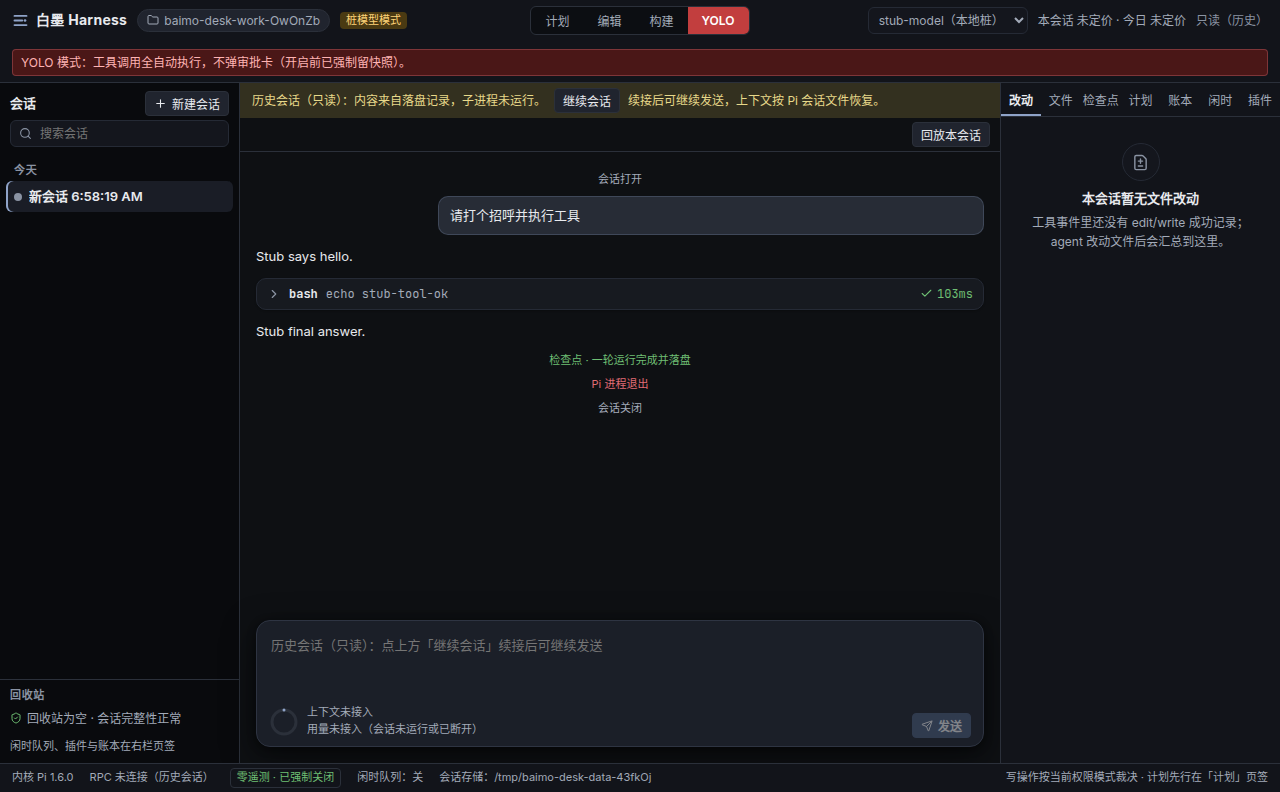 白墨 Harness
baimo-desk-work-OwOnZb
桩模型模式
计划 编辑 构建 YOLO
stub-model（本地桩）
本会话 未定价 · 今日 未定价
只读（历史）
YOLO 模式：工具调用全自动执行，不弹审批卡（开启前已强制留快照）。
会话
新建会话
搜索会话
今天
新会话 6:58:19 AM
回收站
回收站为空 · 会话完整性正常
闲时队列、插件与账本在右栏页签
历史会话（只读）：内容来自落盘记录，子进程未运行。 继续会话 续接后可继续发送，上下文按 Pi 会话文件恢复。
回放本会话
会话打开
请打个招呼并执行工具
Stub says hello.
bash echo stub-tool-ok 103ms
Stub final answer.
检查点 · 一轮运行完成并落盘
Pi 进程退出
会话关闭
历史会话（只读）：点上方「继续会话」续接后可继续发送
上下文未接入
用量未接入（会话未运行或已断开）
发送
改动 文件 检查点 计划 账本 闲时 插件
本会话暂无文件改动
工具事件里还没有 edit/write 成功记录；
agent 改动文件后会汇总到这里。
内核 Pi 1.6.0 RPC 未连接（历史会话） 零遥测 · 已强制关闭 闲时队列：关 会话存储：/tmp/baimo-desk-data-43fkOj 写操作按当前权限模式裁决 · 计划先行在「计划」页签